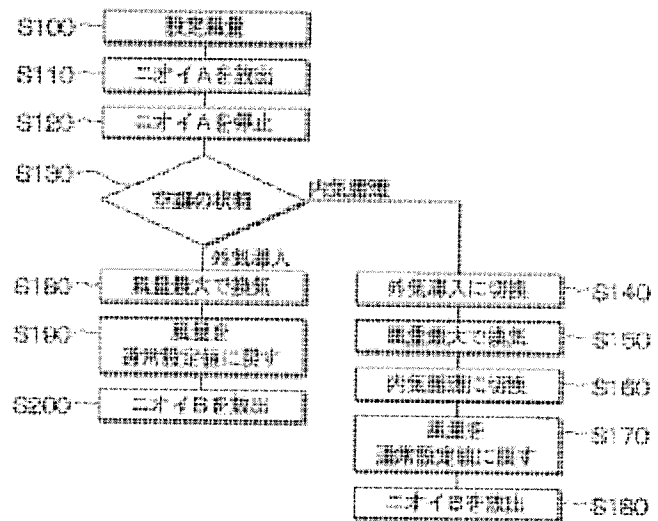 S100 設定風量
S110 ニオイAを放出
S120 ニオイAを停止
S130 空調の状態
内気循環
外気導入
S180 風量最大で換気
S190 風量を
通常設定値に戻す
S200 ニオイBを放出
外気導入に切換 S140
風量最大で換気 S150
内気循環に切換 S160
風量を
通常設定値に戻す S170
ニオイBを放出 S180